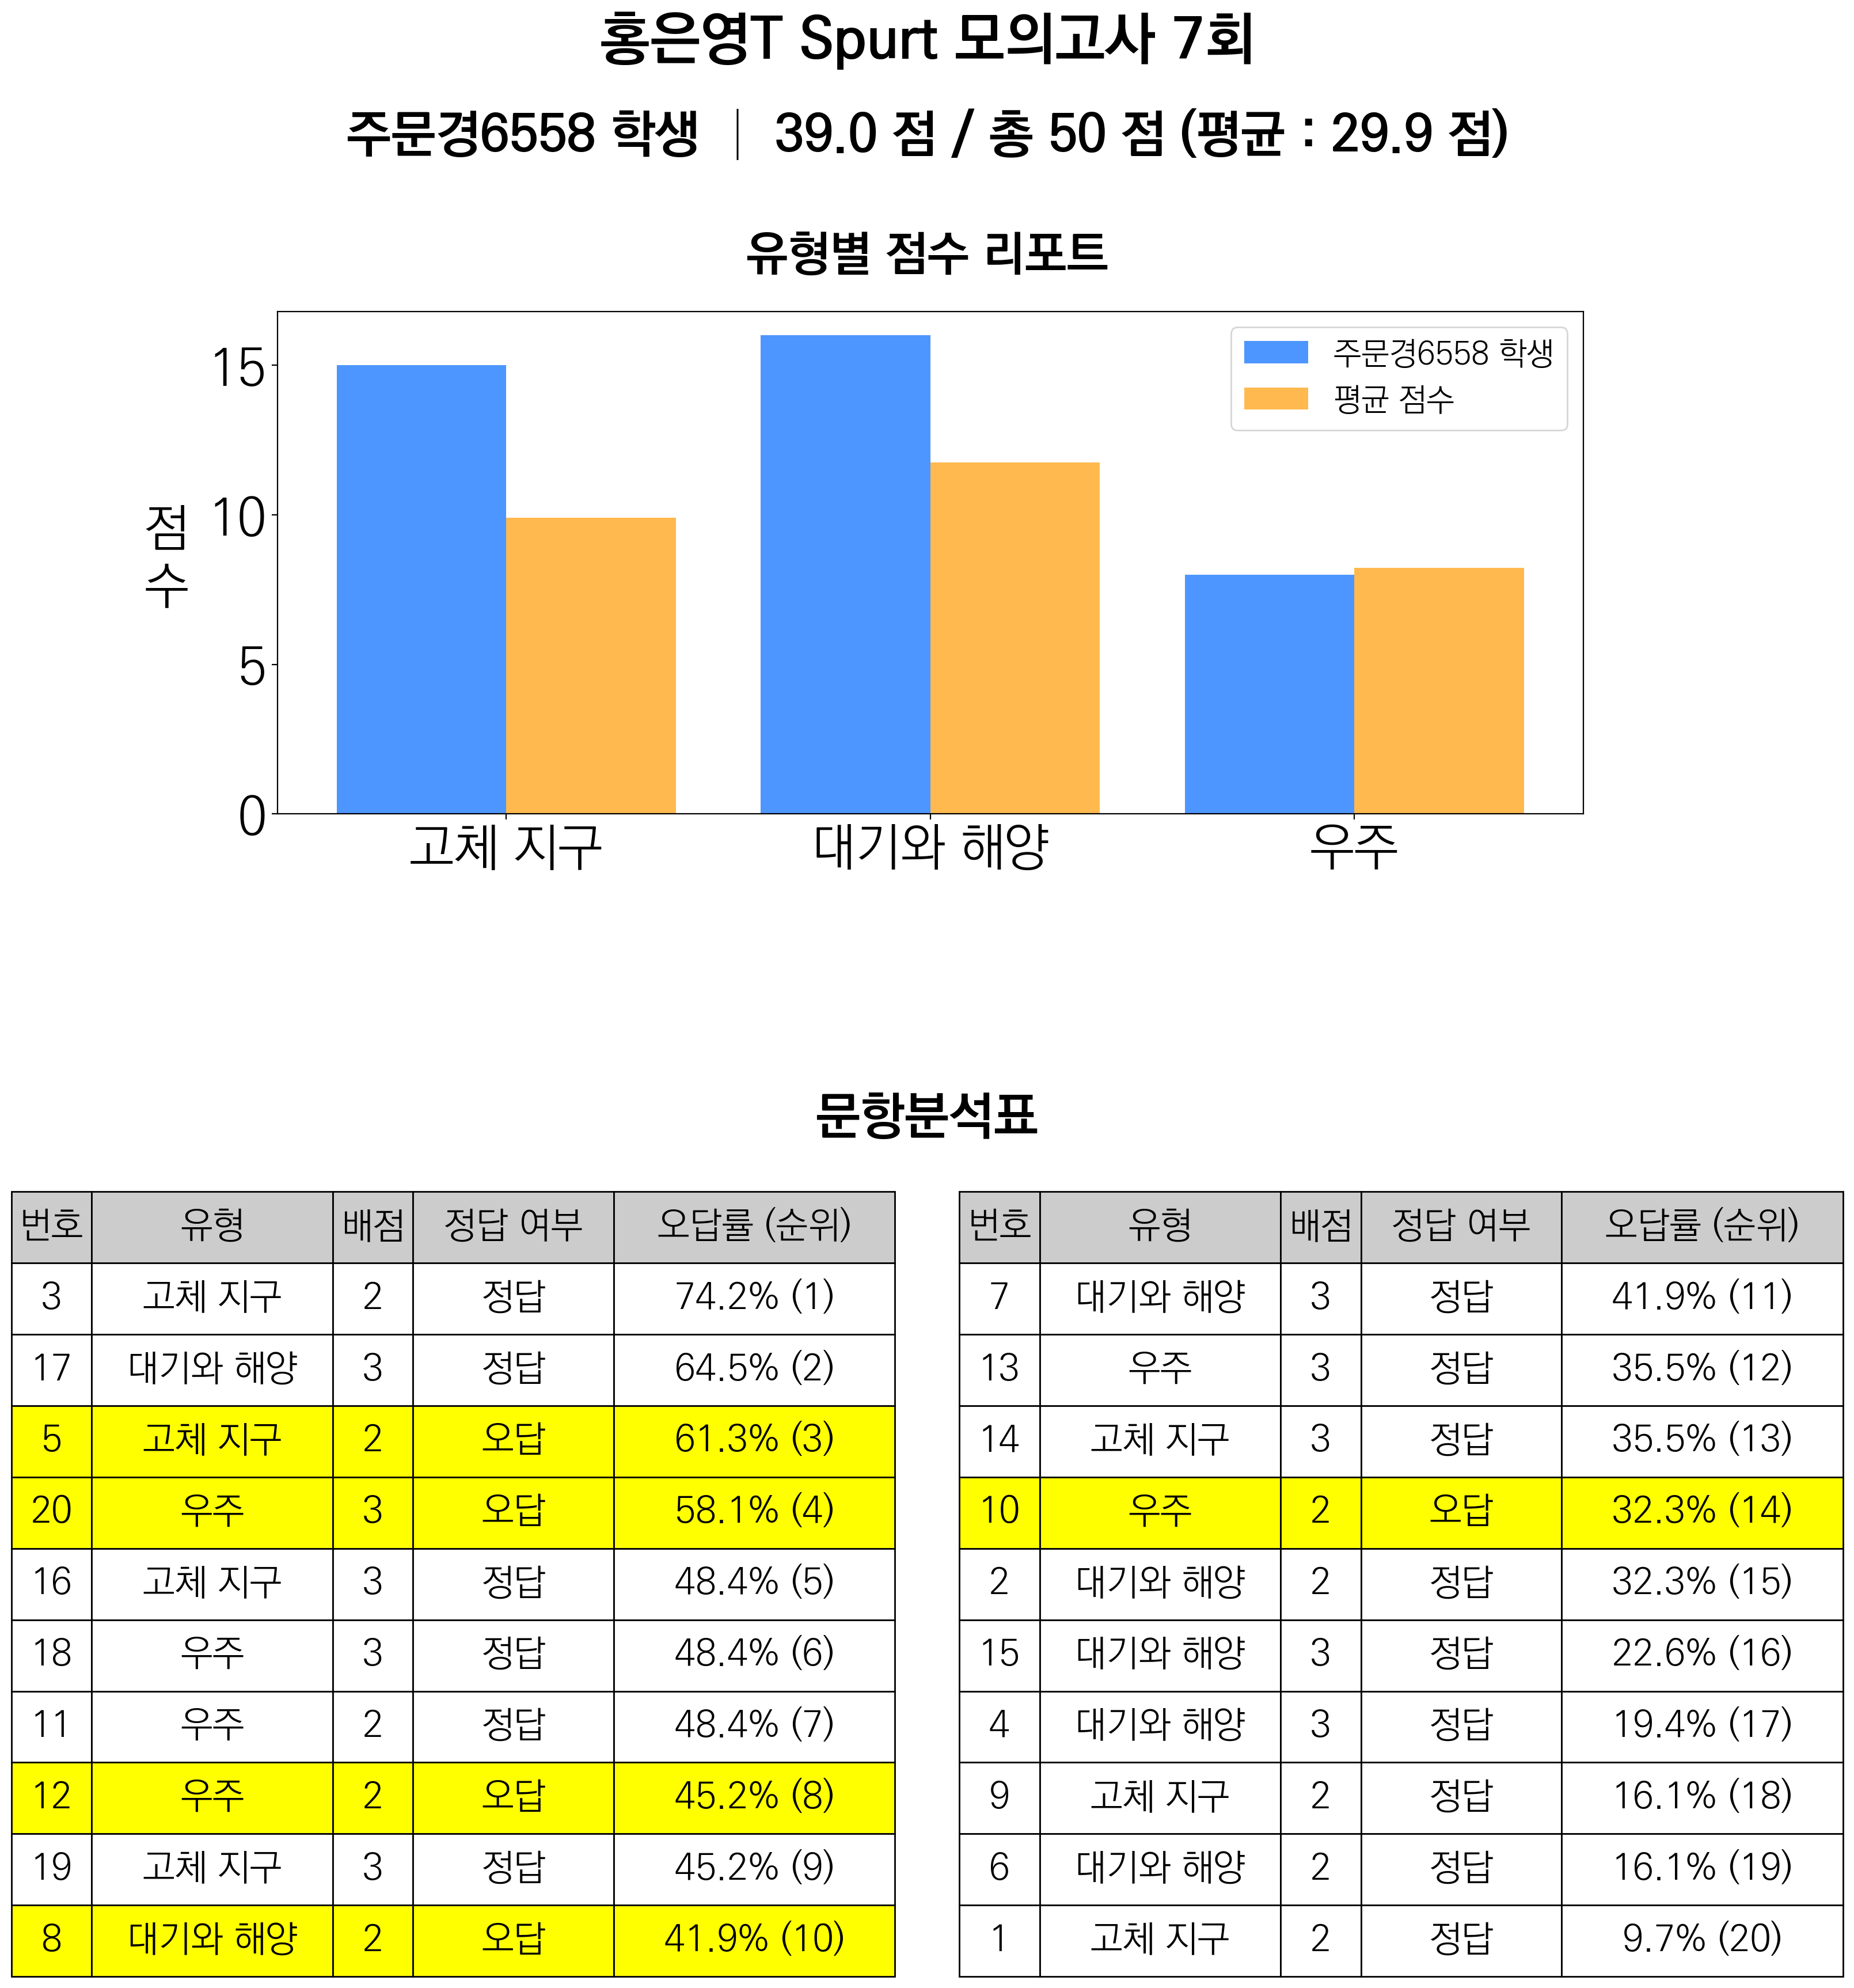 홍은영T Spurt 모의고사 7회
주문경6558 학생 | 39.0 점 / 총 50 점 (평균 : 29.9 점)
유형별 점수 리포트
주문경6558 학생
평균 점수
15
10
5
0
점
수
고체 지구 대기와 해양 우주
문항분석표
번호 유형 배점 정답 여부 오답률 (순위)
3 고체 지구 2 정답 74.2% (1)
17 대기와 해양 3 정답 64.5% (2)
5 고체 지구 2 오답 61.3% (3)
20 우주 3 오답 58.1% (4)
16 고체 지구 3 정답 48.4% (5)
18 우주 3 정답 48.4% (6)
11 우주 2 정답 48.4% (7)
12 우주 2 오답 45.2% (8)
19 고체 지구 3 정답 45.2% (9)
8 대기와 해양 2 오답 41.9% (10)
번호 유형 배점 정답 여부 오답률 (순위)
7 대기와 해양 3 정답 41.9% (11)
13 우주 3 정답 35.5% (12)
14 고체 지구 3 정답 35.5% (13)
10 우주 2 오답 32.3% (14)
2 대기와 해양 2 정답 32.3% (15)
15 대기와 해양 3 정답 22.6% (16)
4 대기와 해양 3 정답 19.4% (17)
9 고체 지구 2 정답 16.1% (18)
6 대기와 해양 2 정답 16.1% (19)
1 고체 지구 2 정답 9.7% (20)